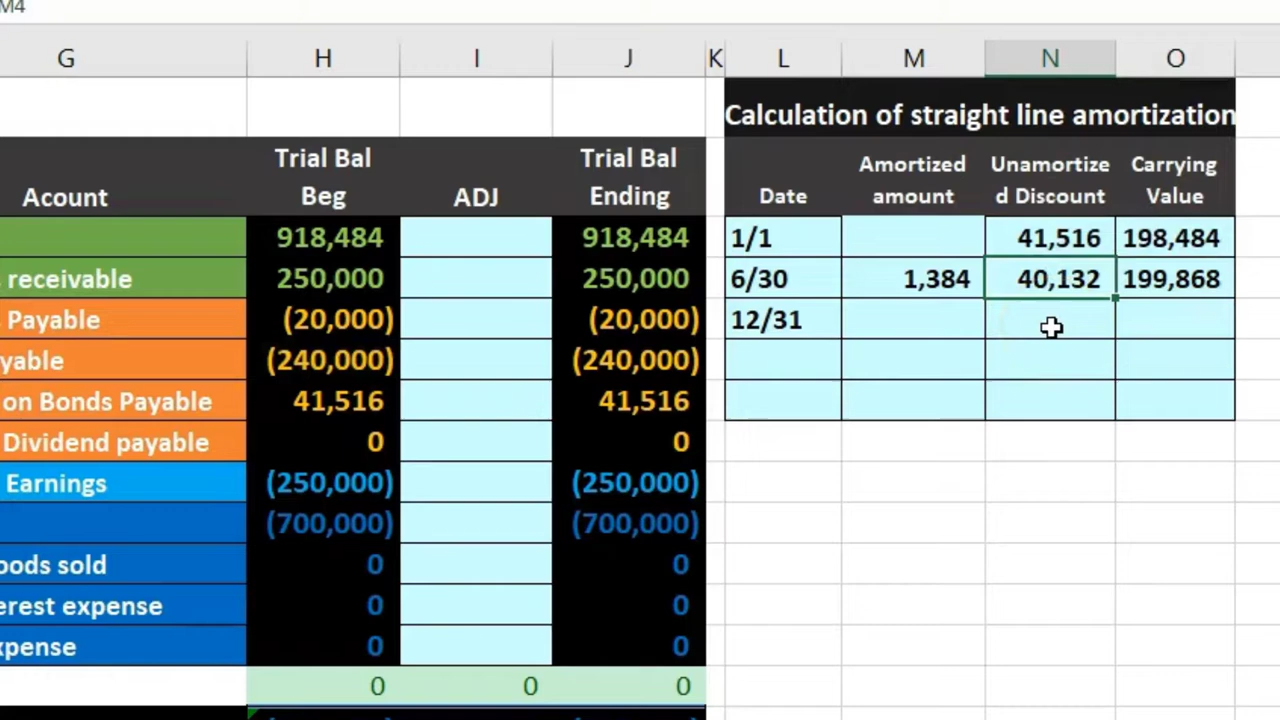 M4
G H I J K L M N O
Calculation of straight line amortization
Trial Bal Trial Bal Amortized Unamortize Carrying
Acount Beg ADJ Ending Date amount d Discount Value
918,484 918,484 1/1 41,516 198,484
receivable 250,000 250,000 6/30 1,384 40,132 199,868
Payable (20,000) (20,000) 12/31
yable (240,000) (240,000)
on Bonds Payable 41,516 41,516
Dividend payable 0 0
Earnings (250,000) (250,000)
(700,000) (700,000)
oods sold 0 0
erest expense 0 0
xpense 0 0
0 0 0